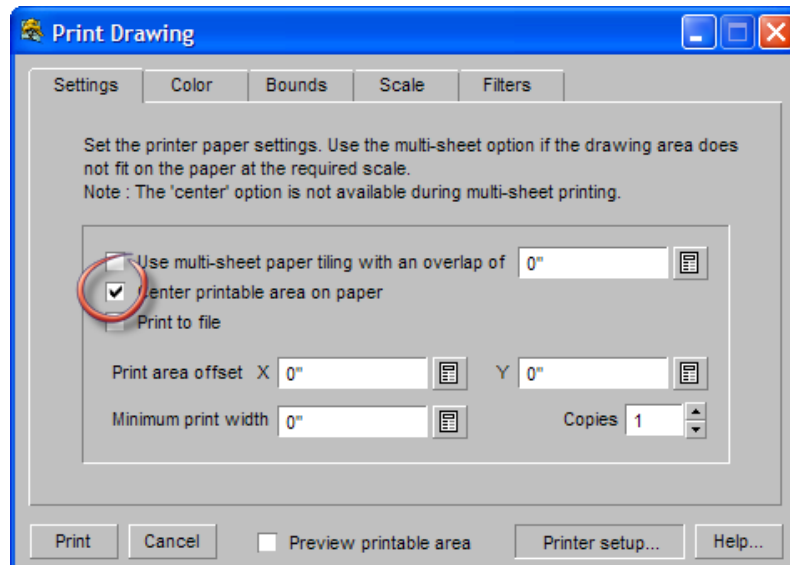 Print Drawing
Settings Color Bounds Scale Filters
Set the printer paper settings. Use the multi-sheet option if the drawing area does
not fit on the paper at the required scale.
Note : The 'center' option is not available during multi-sheet printing.
Use multi-sheet paper tiling with an overlap of 0"
Center printable area on paper
Print to file
Print area offset X 0" Y 0"
Minimum print width 0" Copies 1
Print Cancel Preview printable area Printer setup... Help...